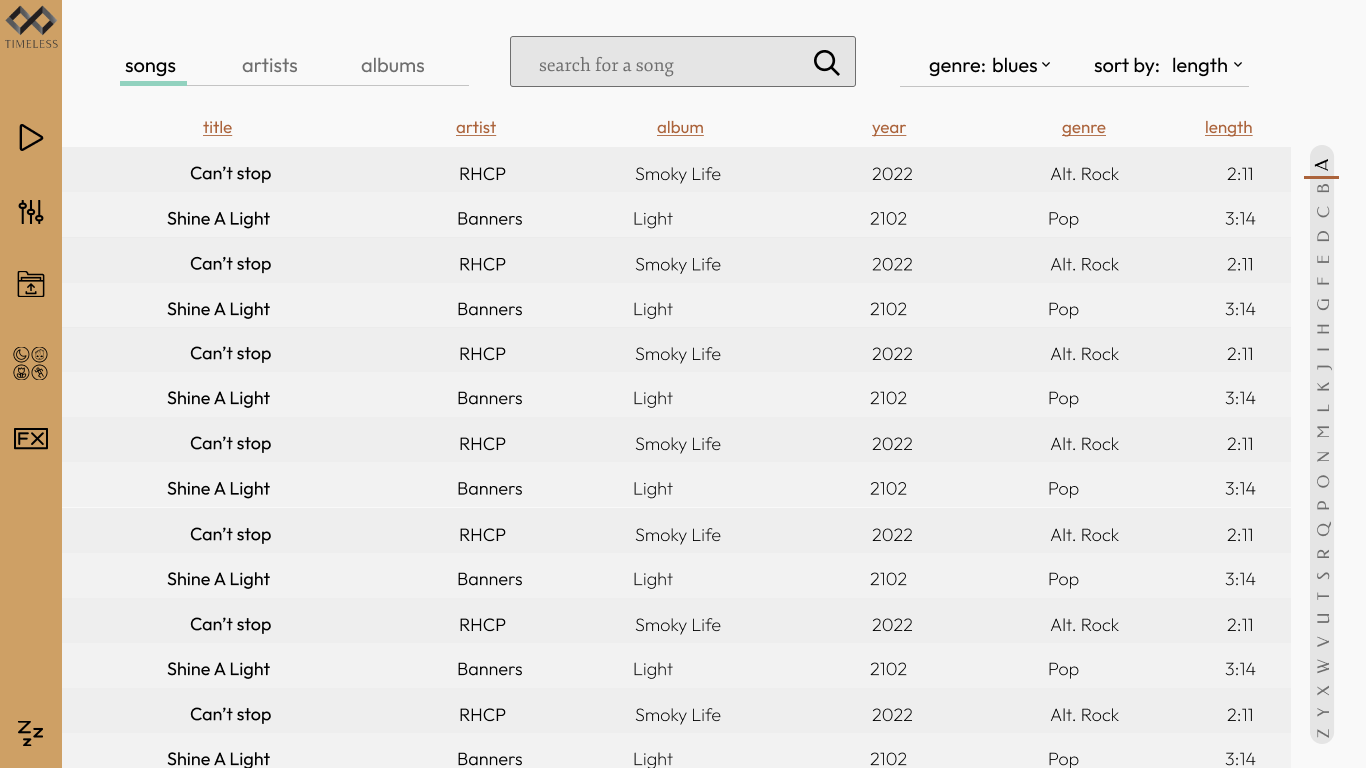 TIMELESS
songs artists albums search for a song genre: blues sort by: length
title artist album year genre length
Can't stop RHCP Smoky Life 2022 Alt. Rock 2:11
Shine A Light Banners Light 2102 Pop 3:14
Can't stop RHCP Smoky Life 2022 Alt. Rock 2:11
Shine A Light Banners Light 2102 Pop 3:14
Can't stop RHCP Smoky Life 2022 Alt. Rock 2:11
Shine A Light Banners Light 2102 Pop 3:14
Can't stop RHCP Smoky Life 2022 Alt. Rock 2:11
Shine A Light Banners Light 2102 Pop 3:14
Can't stop RHCP Smoky Life 2022 Alt. Rock 2:11
Shine A Light Banners Light 2102 Pop 3:14
Can't stop RHCP Smoky Life 2022 Alt. Rock 2:11
Shine A Light Banners Light 2102 Pop 3:14
Can't stop RHCP Smoky Life 2022 Alt. Rock 2:11
Shine A Light Banners Light 2102 Pop 3:14
FX
Zzz
Z Y X W V U T S R Q P O N M L K J I H G F E D C B A